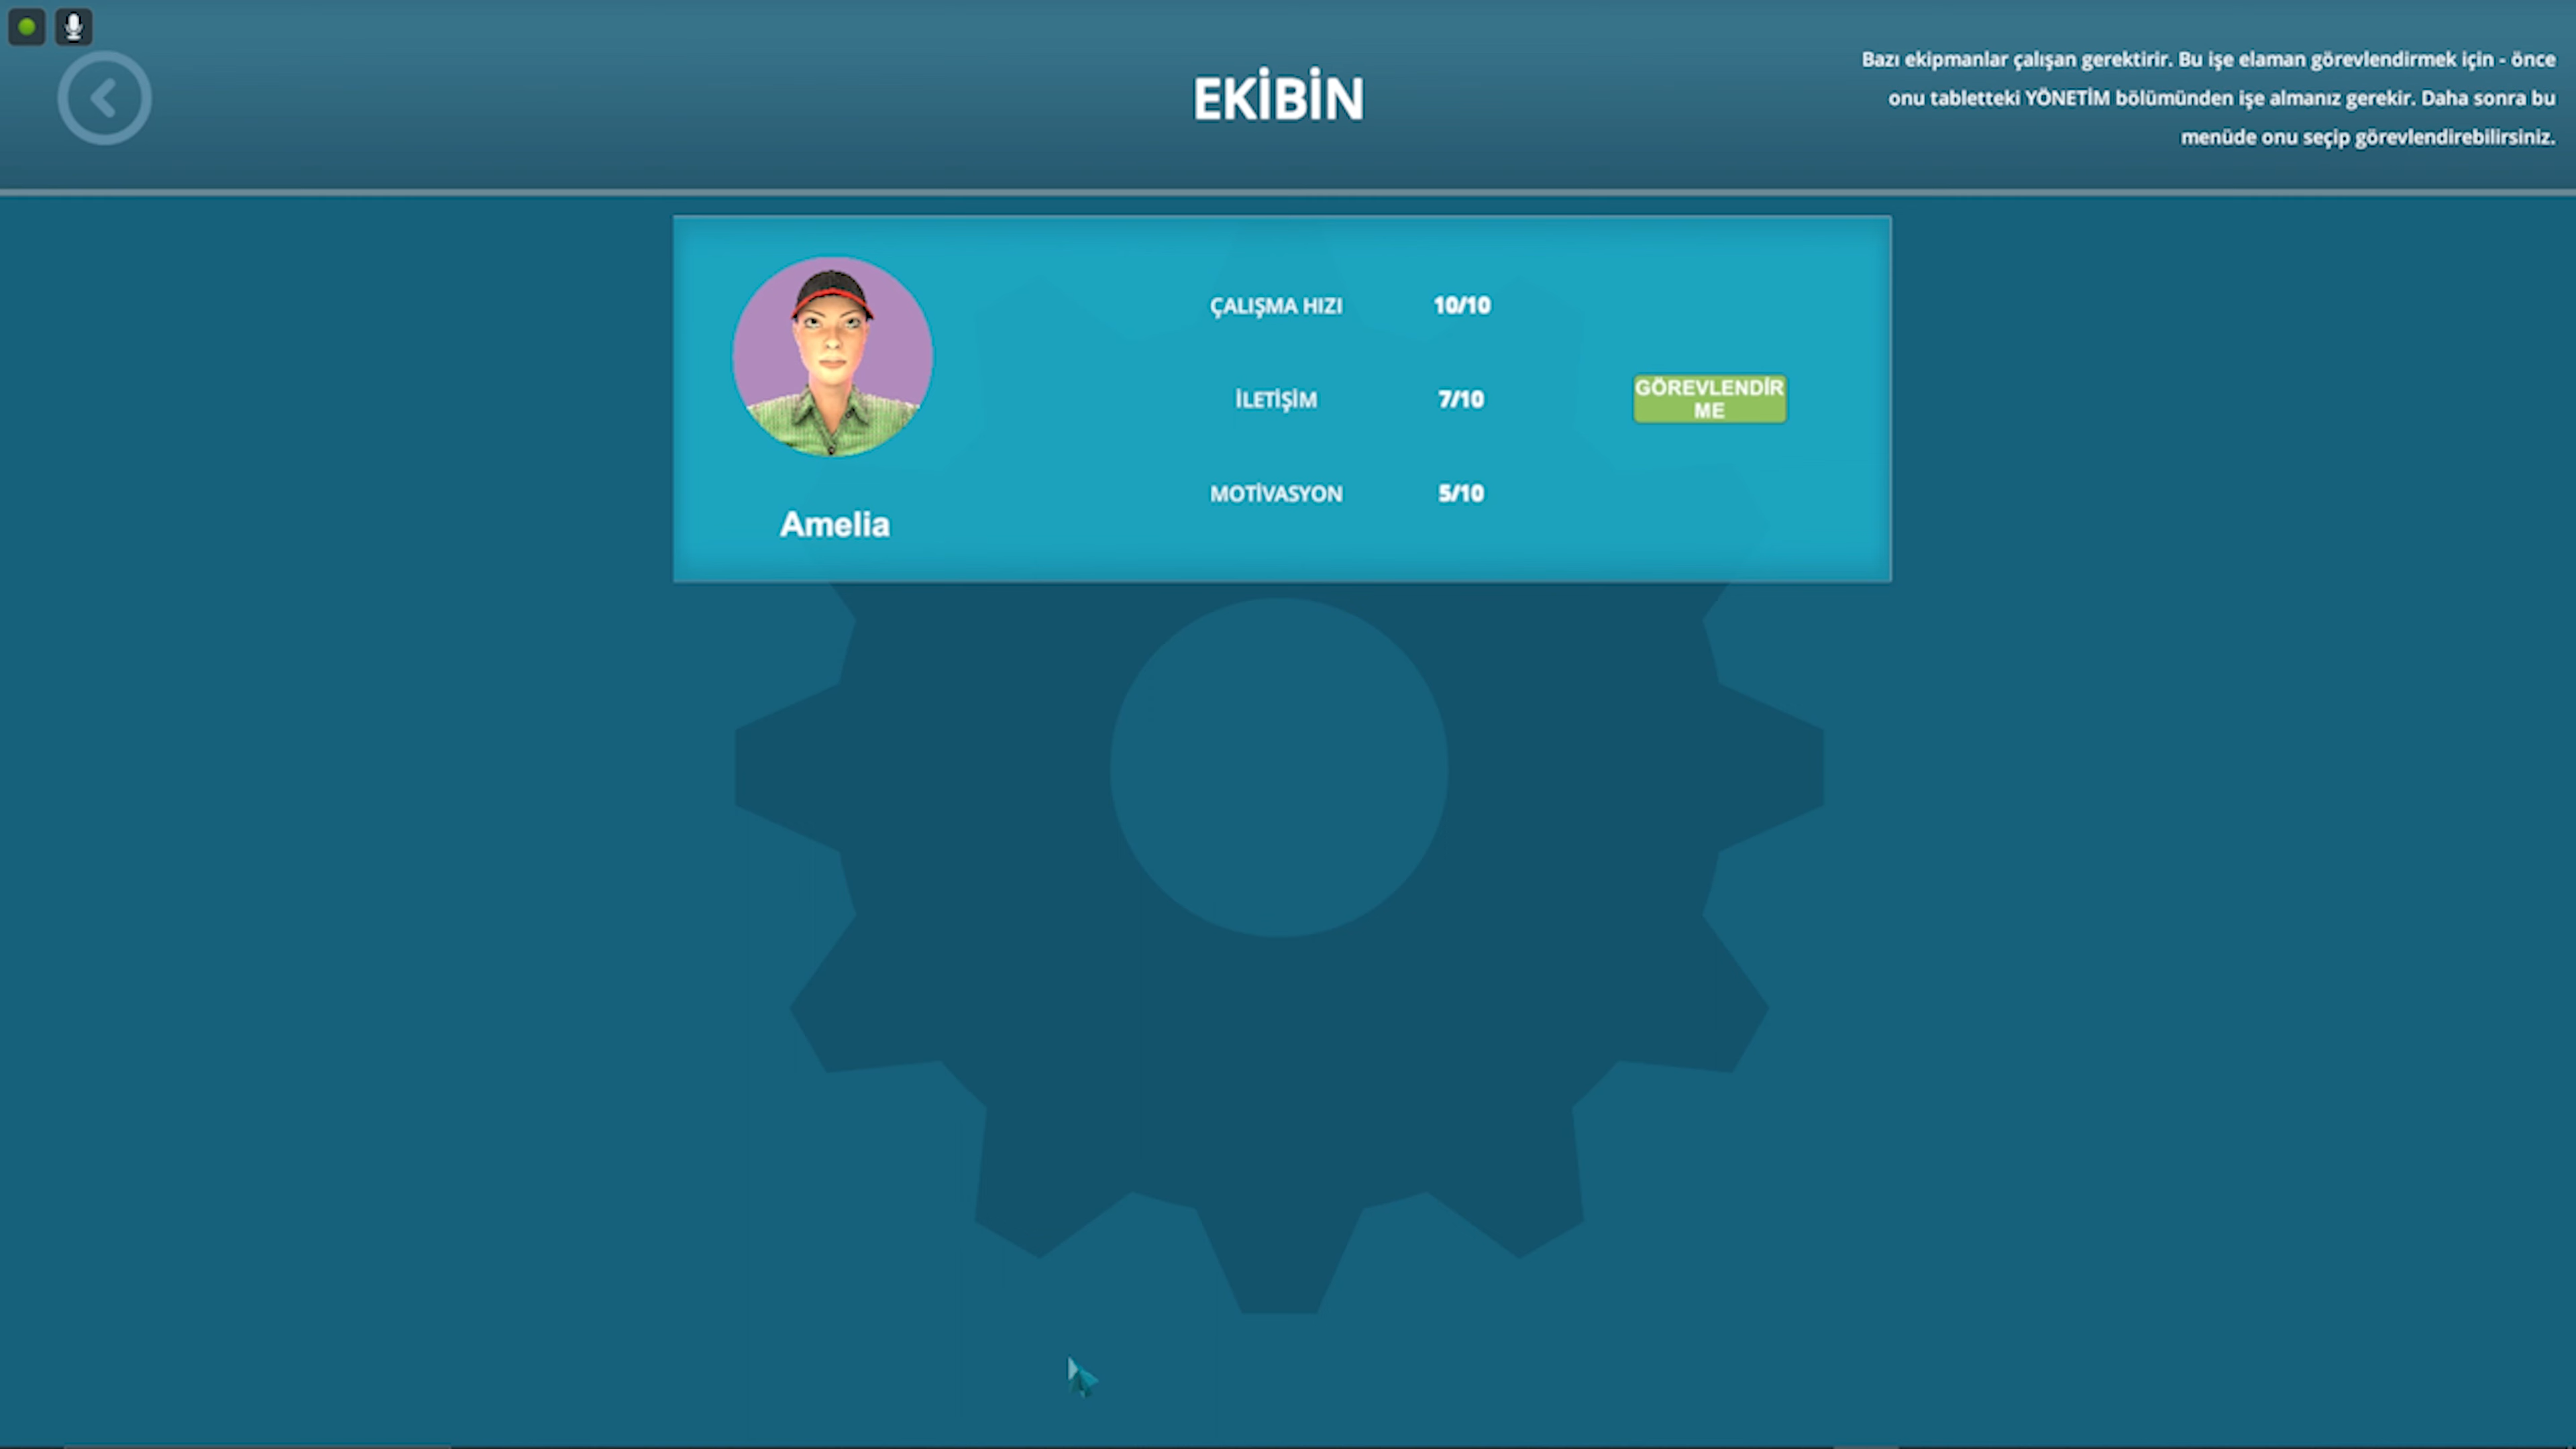 EKİBİN
Bazı ekipmanlar çalışan gerektirir. Bu işe elaman görevlendirmek için - önce
onu tabletteki YÖNETİM bölümünden işe almanız gerekir. Daha sonra bu
menüde onu seçip görevlendirebilirsiniz.
ÇALIŞMA HIZI 10/10
İLETİŞİM 7/10
GÖREVLENDİR
ME
MOTİVASYON 5/10
Amelia